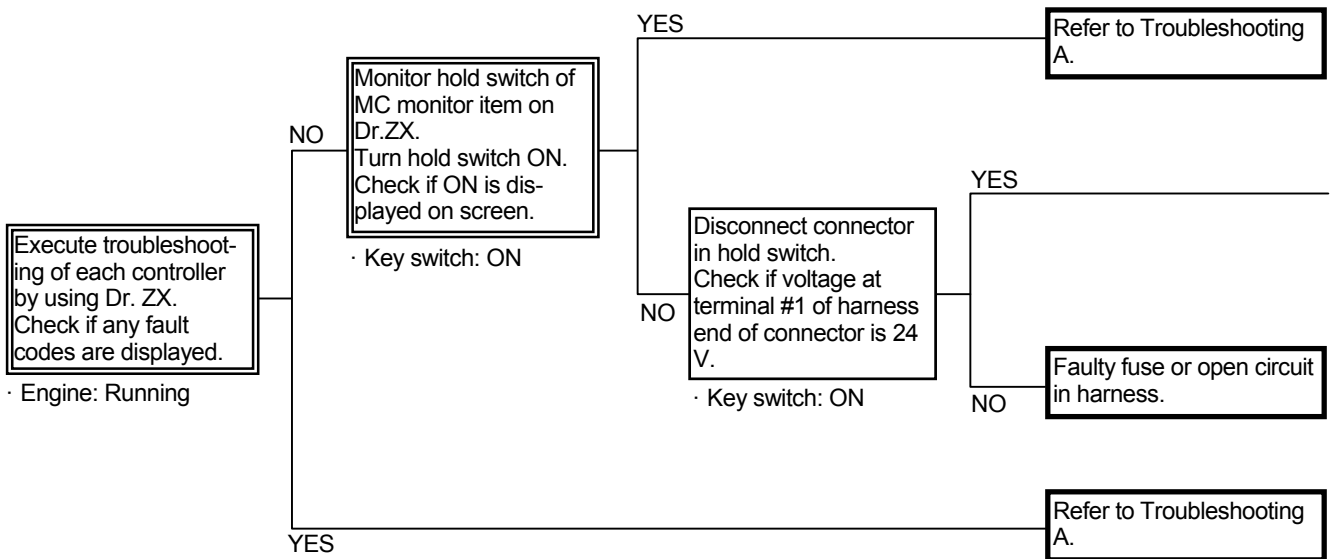 YES
Refer to Troubleshooting
A.
Monitor hold switch of
MC monitor item on
Dr.ZX.
Turn hold switch ON.
Check if ON is dis-
played on screen.
NO
· Key switch: ON
YES
Execute troubleshoot-
ing of each controller
by using Dr. ZX.
Check if any fault
codes are displayed.
· Engine: Running
Disconnect connector
in hold switch.
Check if voltage at
terminal #1 of harness
end of connector is 24
V.
NO
· Key switch: ON
Faulty fuse or open circuit
in harness.
NO
Refer to Troubleshooting
A.
YES